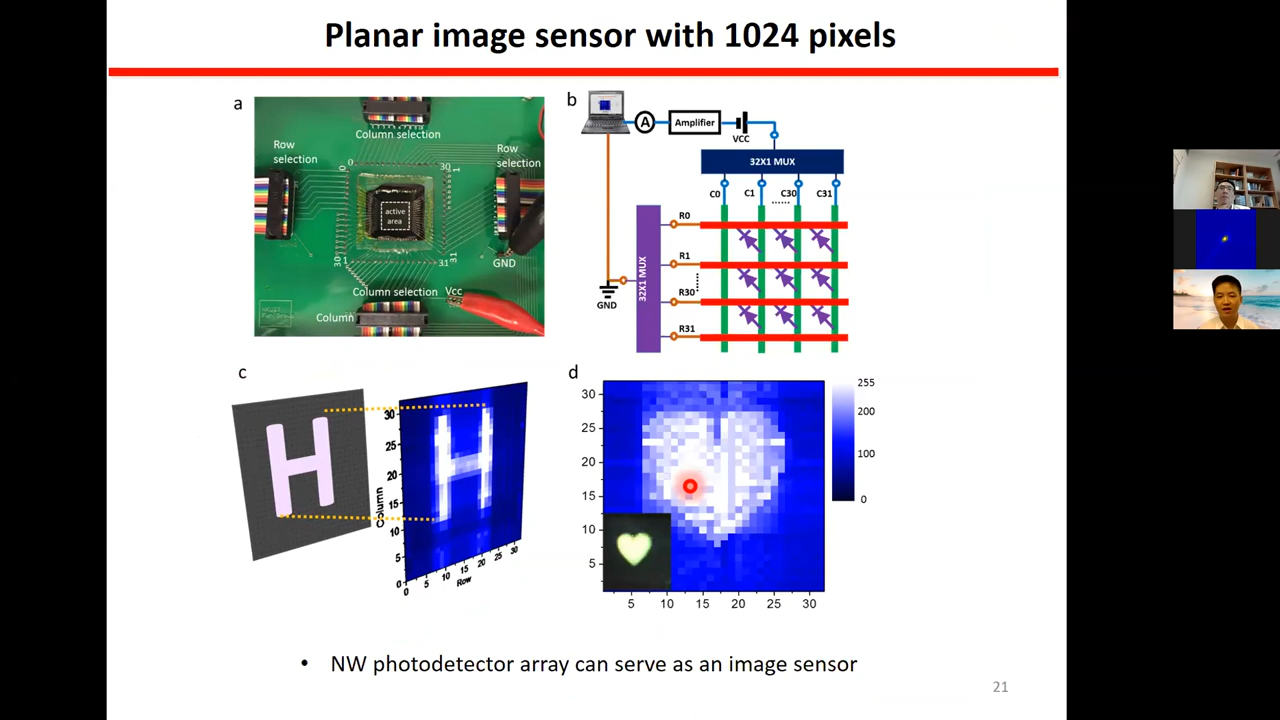 Planar image sensor with 1024 pixels
a
Column selection
Row
selection
Row
selection
0
30
0
1
active
area
30
1
31
31
GND
Column selection
Vcc
Column
b
A
Amplifier
VCC
32X1 MUX
C0
C1
C30
C31
......
R0
R1
R30
R31
32X1 MUX
GND
c
H
H
30
25
20
15
10
5
0
Column
0
5
10
15
20
25
30
Row
d
30
25
20
15
10
5
5
10
15
20
25
30
255
200
100
0
• NW photodetector array can serve as an image sensor
21